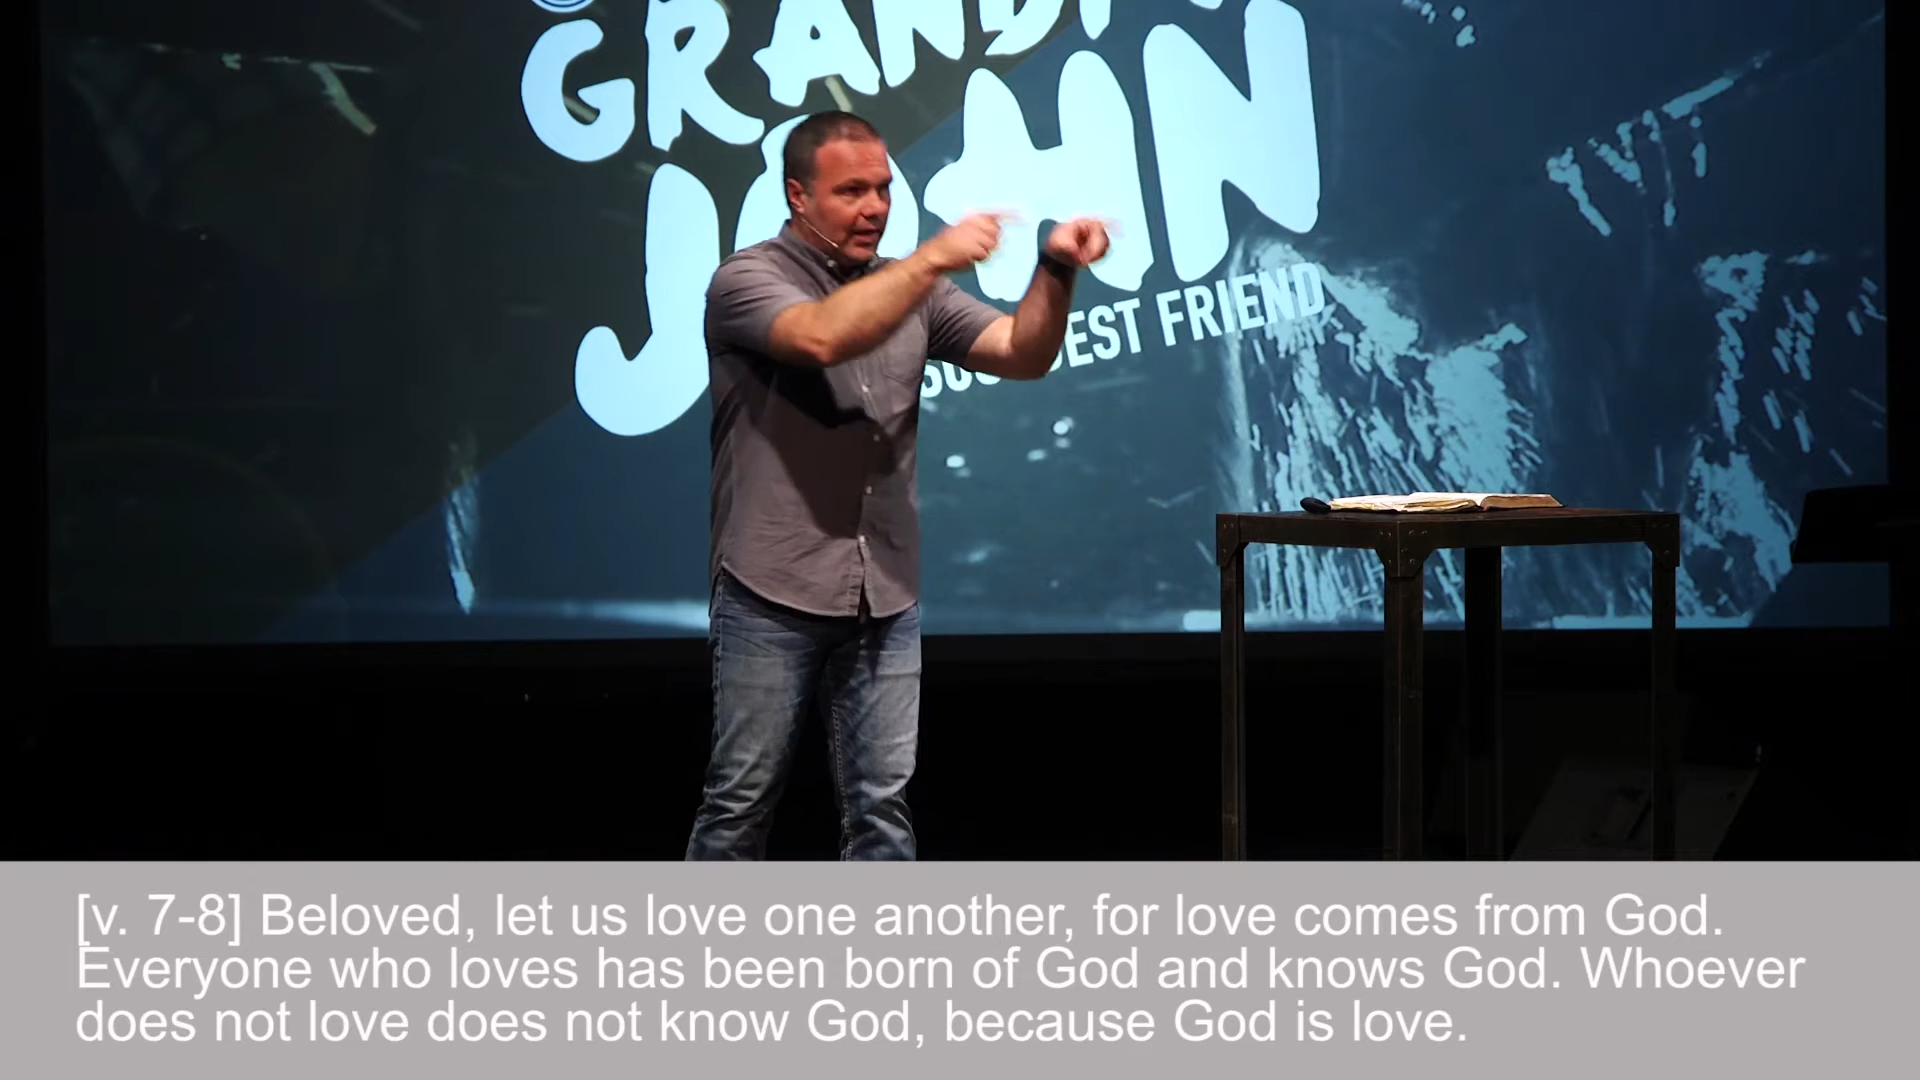 JOHN
BEST FRIEND
[v. 7-8] Beloved, let us love one another, for love comes from God.
Everyone who loves has been born of God and knows God. Whoever
does not love does not know God, because God is love.